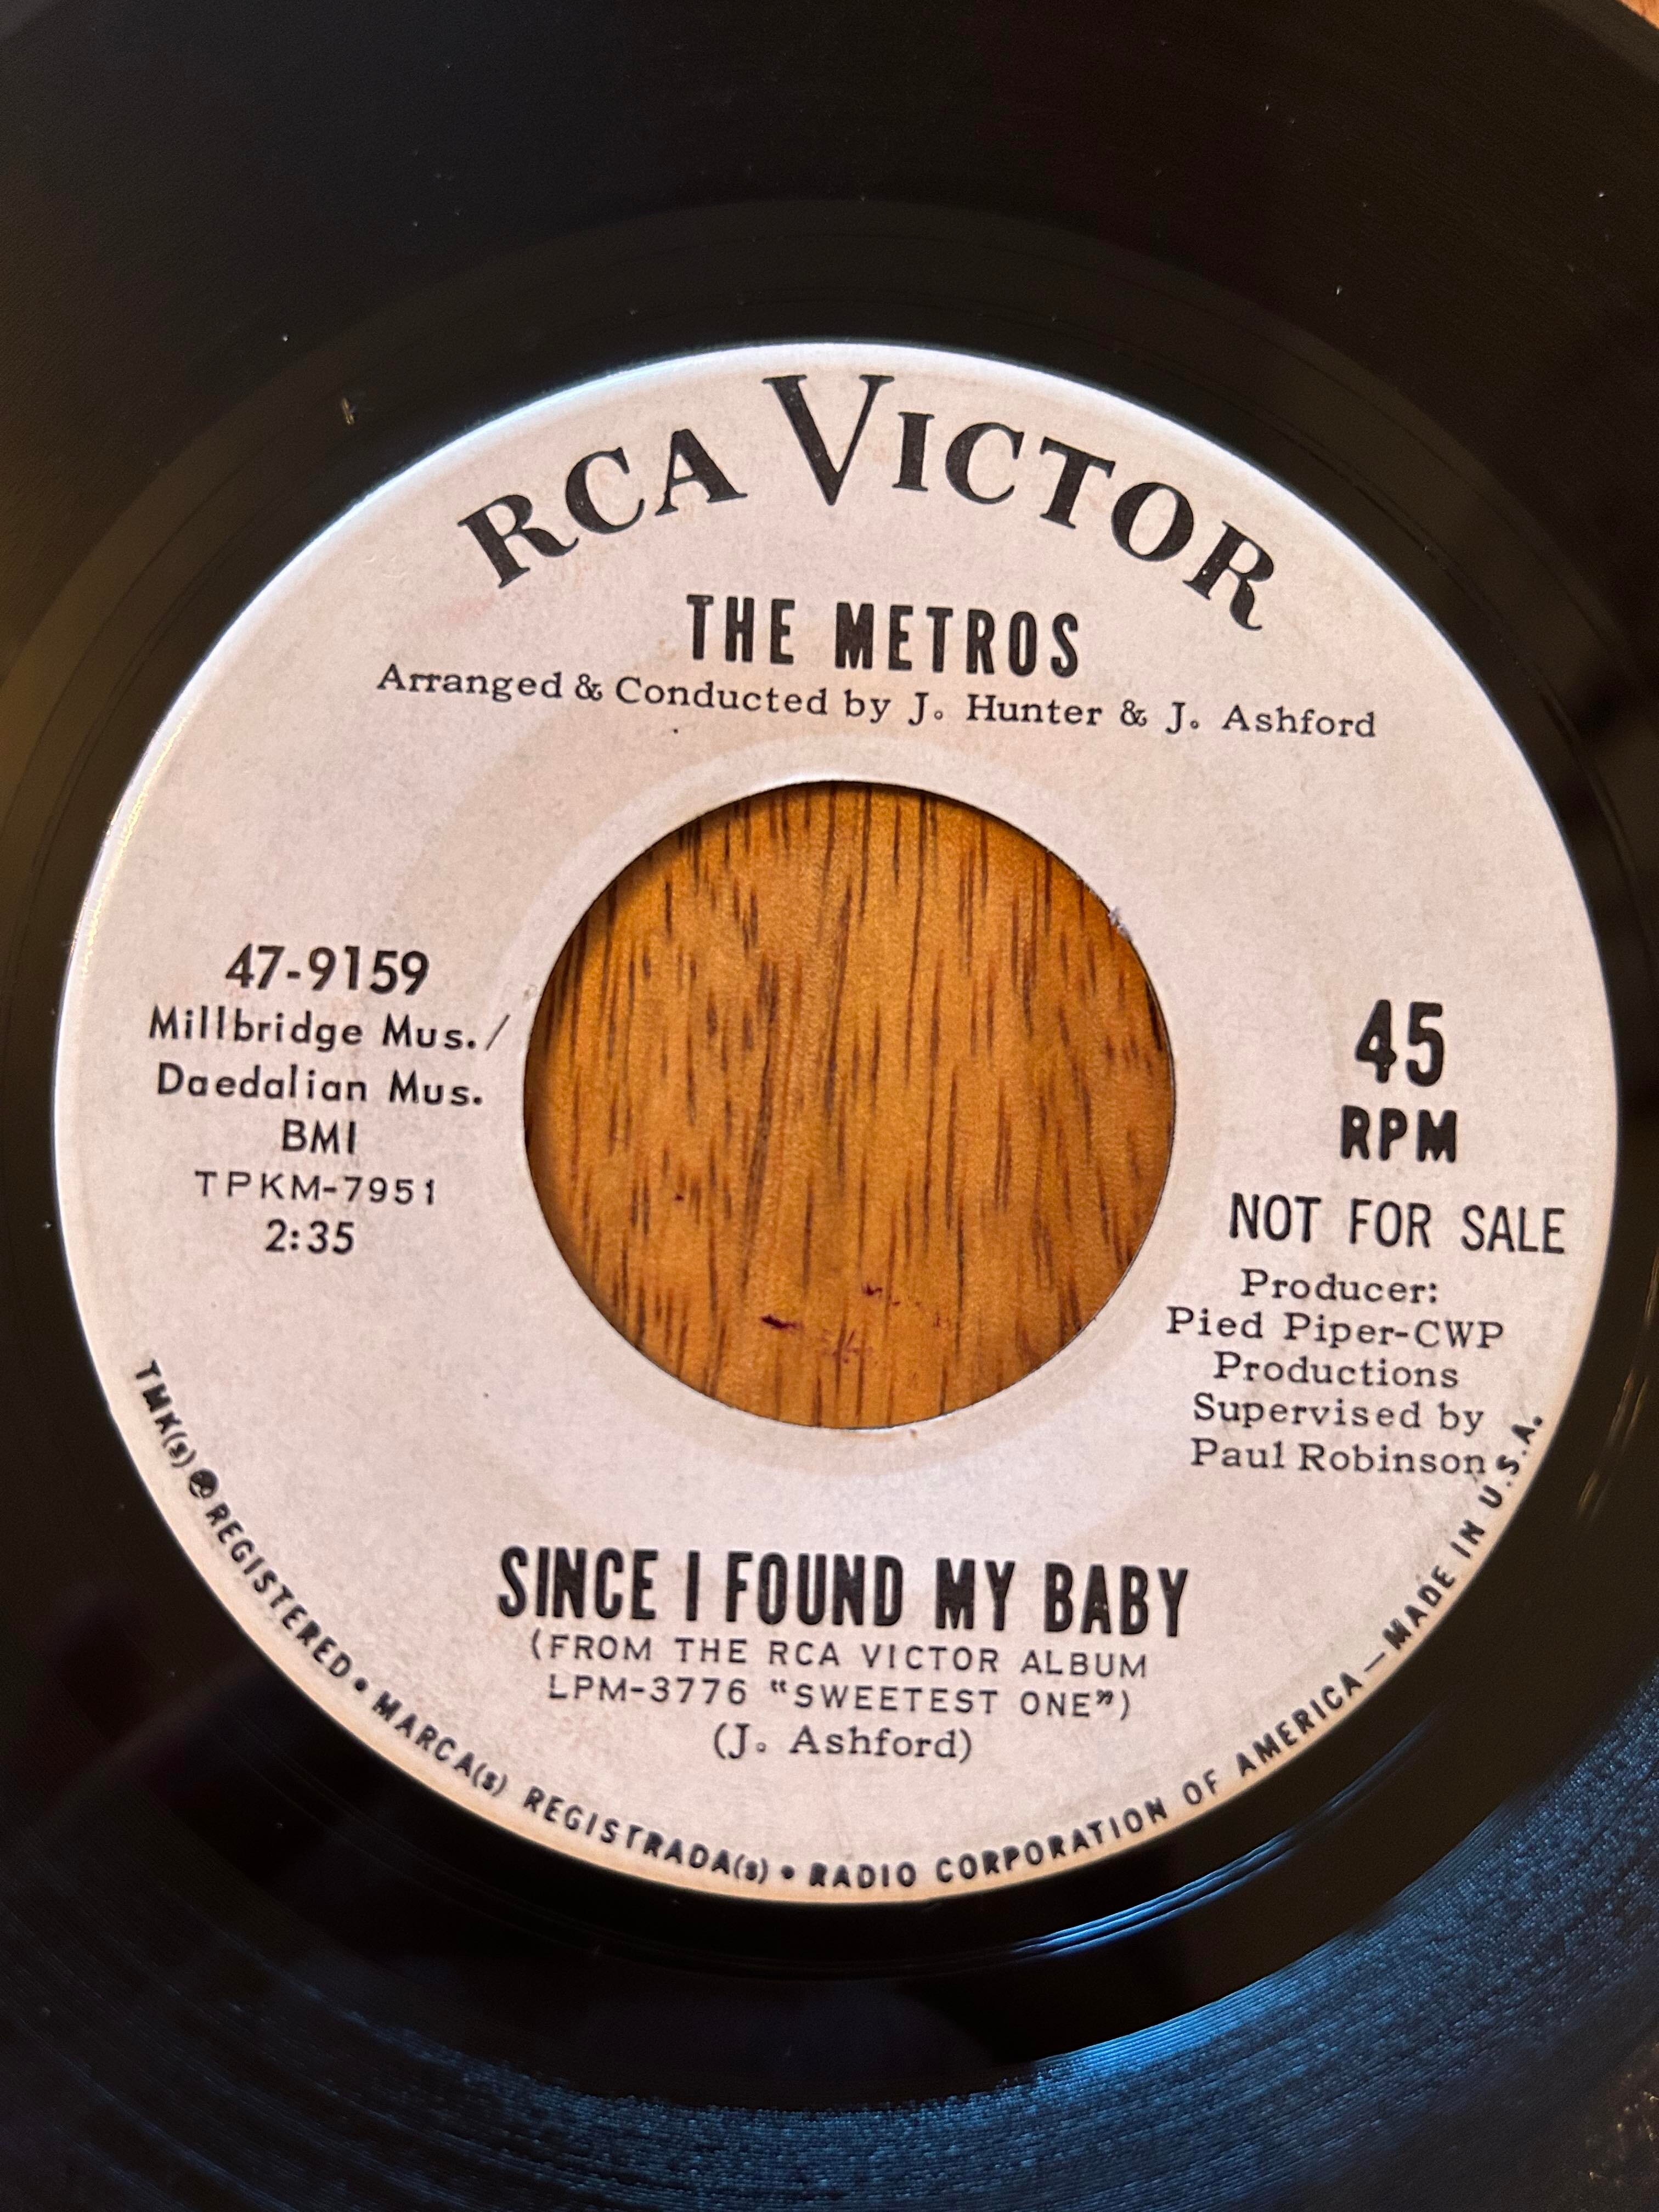 RCA VICTOR
THE METROS
Arranged & Conducted by J. Hunter & J. Ashford
47-9159
Millbridge Mus./
Daedalian Mus.
BMI
TPKM-7951
2:35
45
RPM
NOT FOR SALE
Producer:
Pied Piper-CWP
Productions
Supervised by
Paul Robinson
SINCE I FOUND MY BABY
(FROM THE RCA VICTOR ALBUM
LPM-3776 “SWEETEST ONE”)
(J. Ashford)
TMK(s) ® REGISTERED • MARCA(s) REGISTRADA(s) • RADIO CORPORATION OF AMERICA — MADE IN U.S.A.